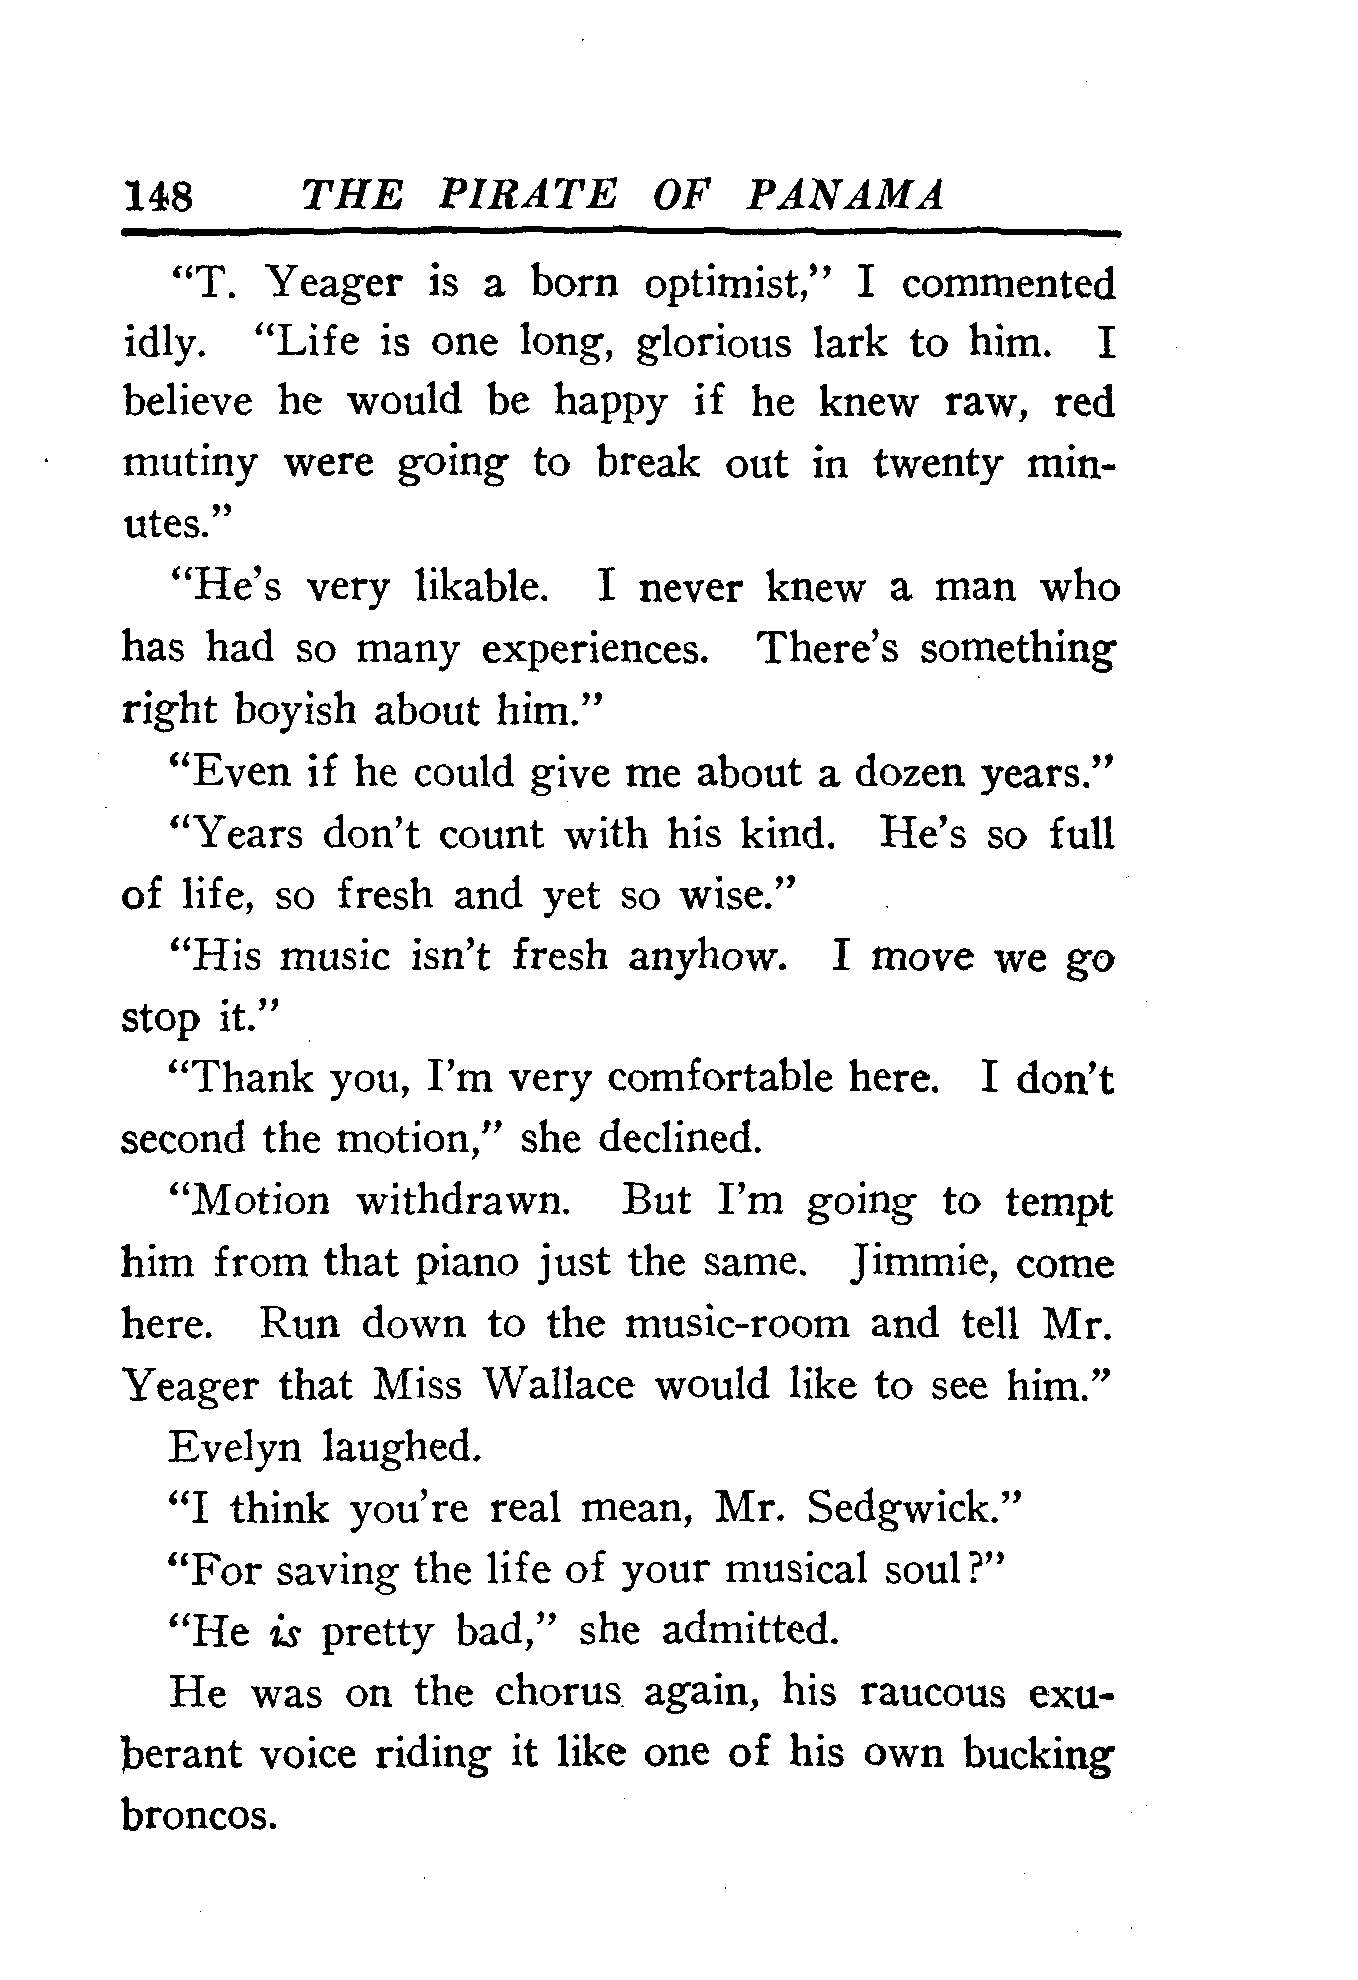 148 THE PIRATE OF PANAMA
“T. Yeager is a born optimist,” I commented
idly. “Life is one long, glorious lark to him. I
believe he would be happy if he knew raw, red
mutiny were going to break out in twenty min-
utes.”
“He’s very likable. I never knew a man who
has had so many experiences. There’s something
right boyish about him.”
“Even if he could give me about a dozen years.”
“Years don’t count with his kind. He’s so full
of life, so fresh and yet so wise.”
“His music isn’t fresh anyhow. I move we go
stop it.”
“Thank you, I’m very comfortable here. I don’t
second the motion,” she declined.
“Motion withdrawn. But I’m going to tempt
him from that piano just the same. Jimmie, come
here. Run down to the music-room and tell Mr.
Yeager that Miss Wallace would like to see him.”
Evelyn laughed.
“I think you’re real mean, Mr. Sedgwick.”
“For saving the life of your musical soul?”
“He is pretty bad,” she admitted.
He was on the chorus again, his raucous exu-
berant voice riding it like one of his own bucking
broncos.